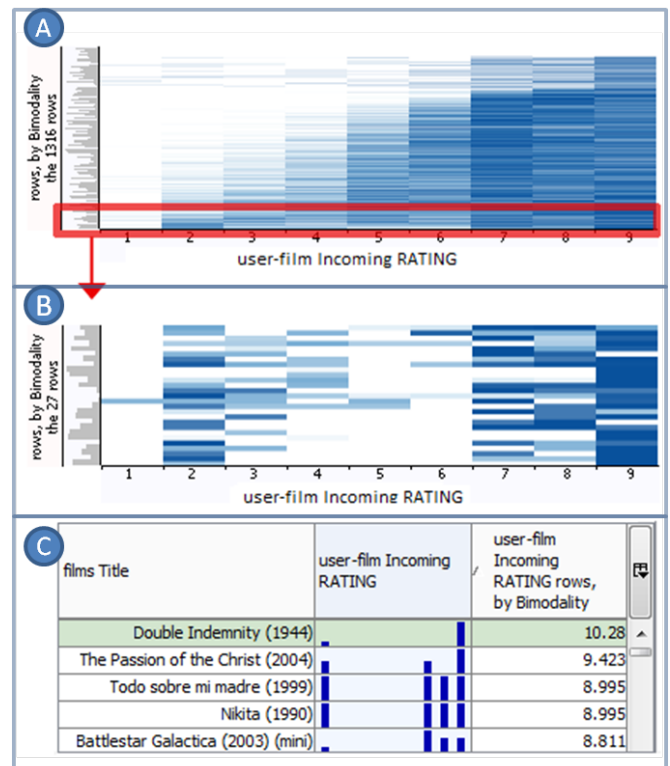 A
rows, by Bimodality
the 1316 rows
1 2 3 4 5 6 7 8 9
user-film Incoming RATING
B
rows, by Bimodality
the 27 rows
1 2 3 4 5 6 7 8 9
user-film Incoming RATING
C
films Title
user-film Incoming
RATING
user-film
Incoming
RATING rows,
by Bimodality
Double Indemnity (1944) 10.28
The Passion of the Christ (2004) 9.423
Todo sobre mi madre (1999) 8.995
Nikita (1990) 8.995
Battlestar Galactica (2003) (mini) 8.811